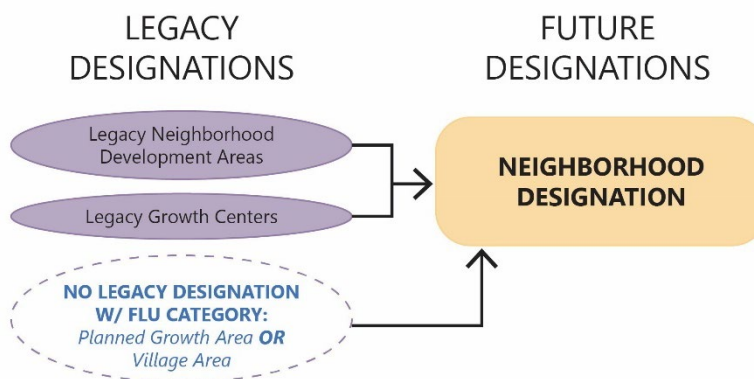 LEGACY
DESIGNATIONS
FUTURE
DESIGNATIONS
Legacy Neighborhood
Development Areas
Legacy Growth Centers
NO LEGACY DESIGNATION
W/ FLU CATEGORY:
Planned Growth Area OR
Village Area
NEIGHBORHOOD
DESIGNATION